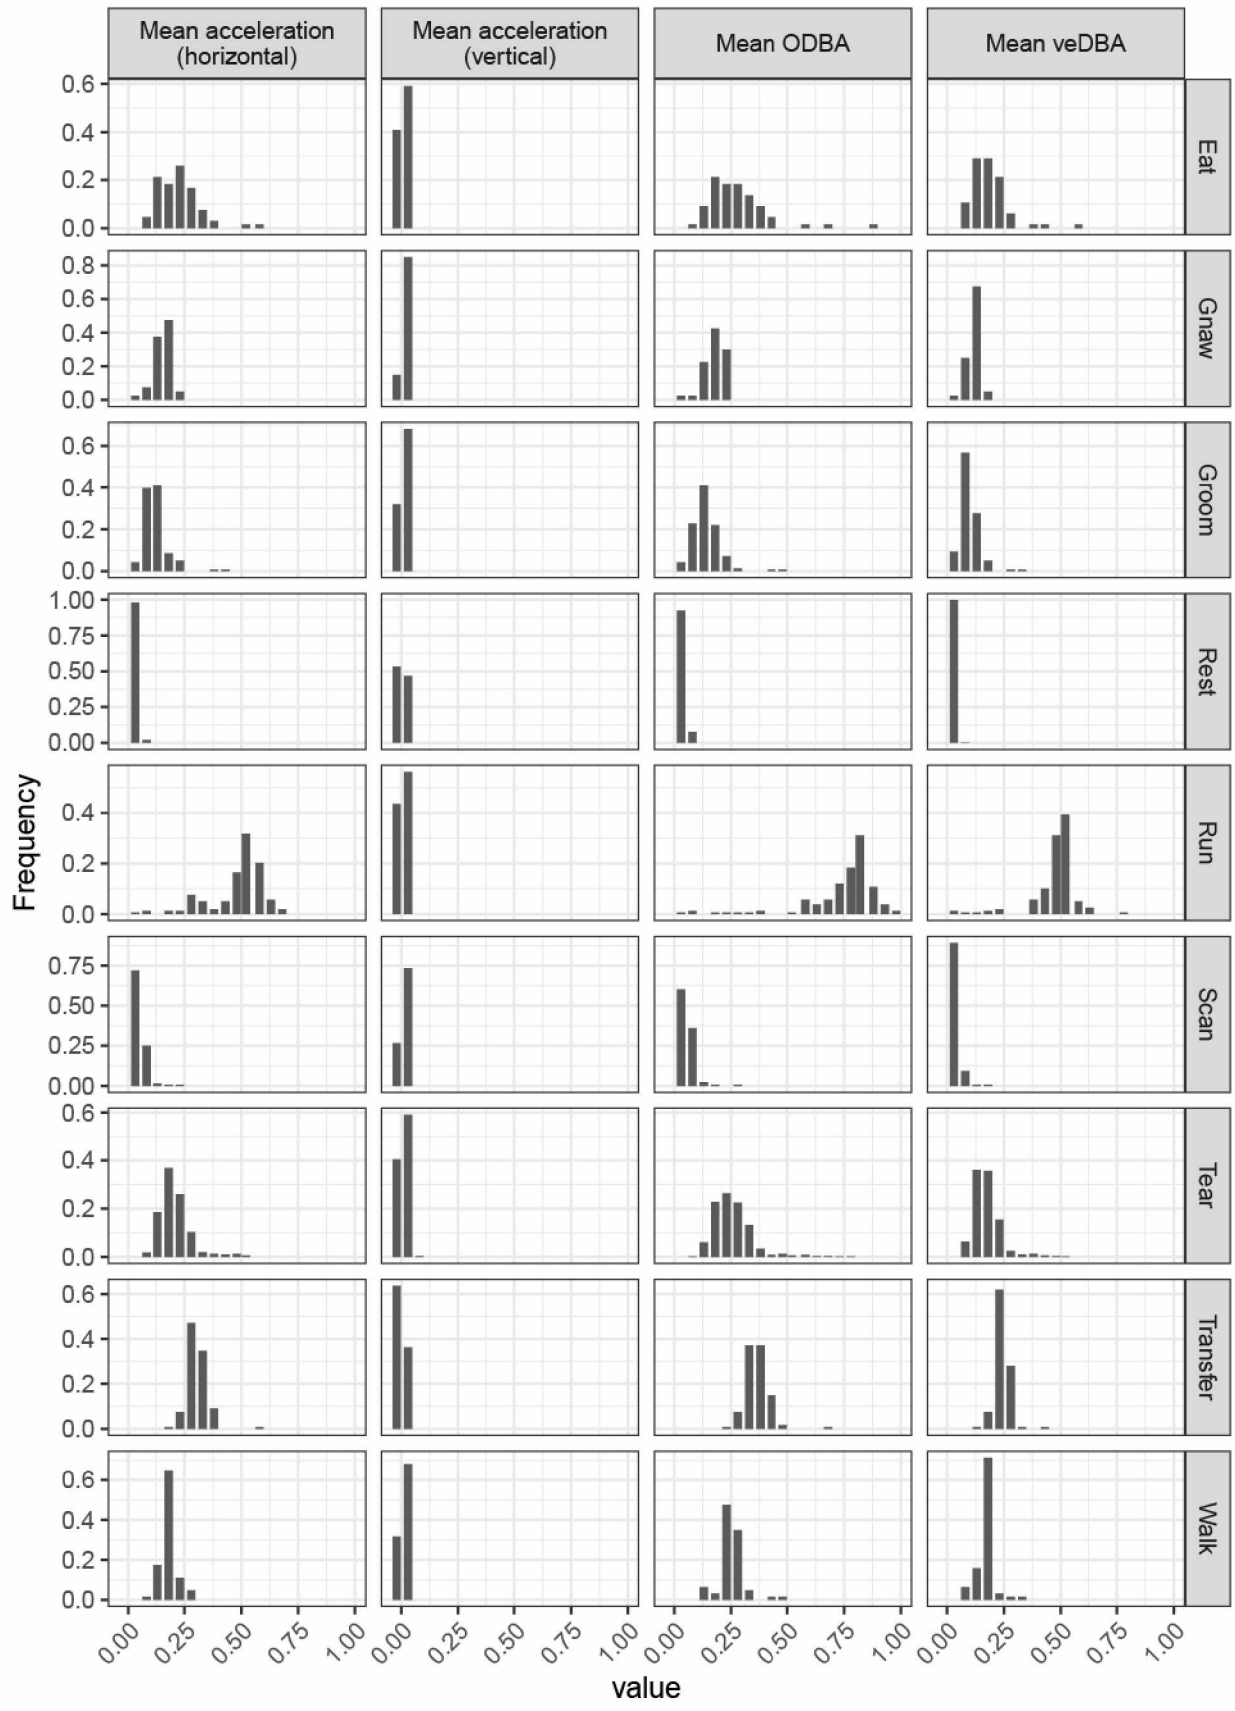 Mean acceleration
(horizontal)
Mean acceleration
(vertical)
Mean ODBA
Mean veDBA
0.6
0.4
0.2
0.0
Eat
0.8
0.6
0.4
0.2
0.0
Gnaw
0.6
0.4
0.2
0.0
Groom
1.00
0.75
0.50
0.25
0.00
Rest
Frequency
0.4
0.2
0.0
Run
0.75
0.50
0.25
0.00
Scan
0.6
0.4
0.2
0.0
Tear
0.6
0.4
0.2
0.0
Transfer
0.6
0.4
0.2
0.0
Walk
0.00 0.25 0.50 0.75 1.00 0.00 0.25 0.50 0.75 1.00 0.00 0.25 0.50 0.75 1.00 0.00 0.25 0.50 0.75 1.00
value